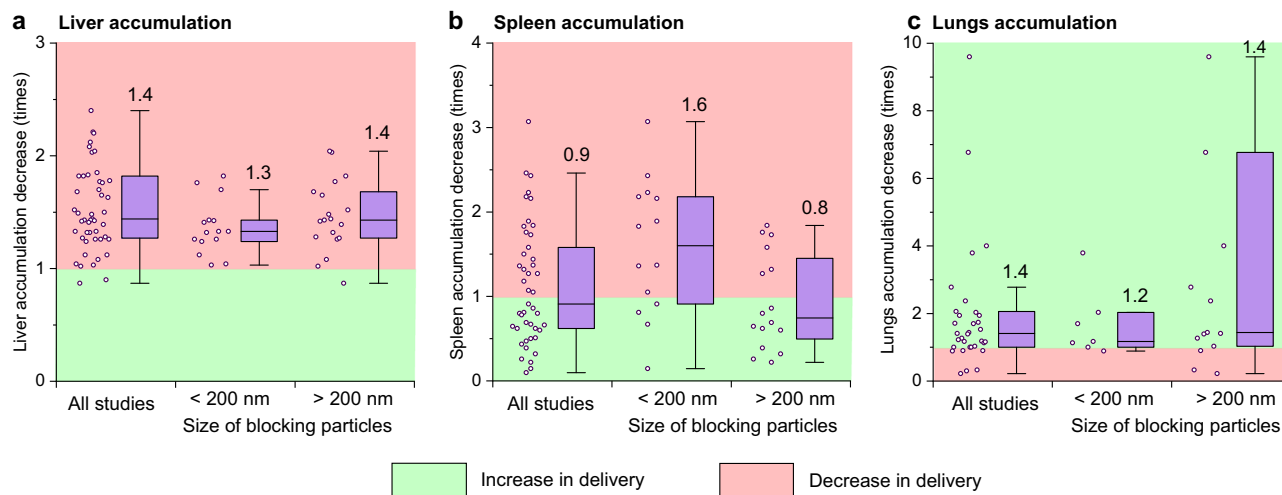 a Liver accumulation
Liver accumulation decrease (times)
3
2
1
0
1.4
1.3
1.4
All studies
< 200 nm
> 200 nm
Size of blocking particles
b Spleen accumulation
Spleen accumulation decrease (times)
4
3
2
1
0
0.9
1.6
0.8
All studies
< 200 nm
> 200 nm
Size of blocking particles
c Lungs accumulation
Lungs accumulation decrease (times)
10
8
6
4
2
0
1.4
1.2
1.4
All studies
< 200 nm
> 200 nm
Size of blocking particles
Increase in delivery
Decrease in delivery